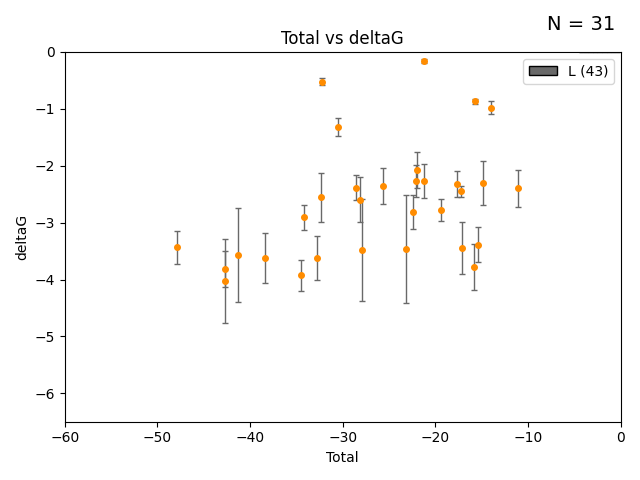 N = 31
Total vs deltaG
L (43)
0
−1
−2
−3
−4
−5
−6
deltaG
−60 −50 −40 −30 −20 −10 0
Total